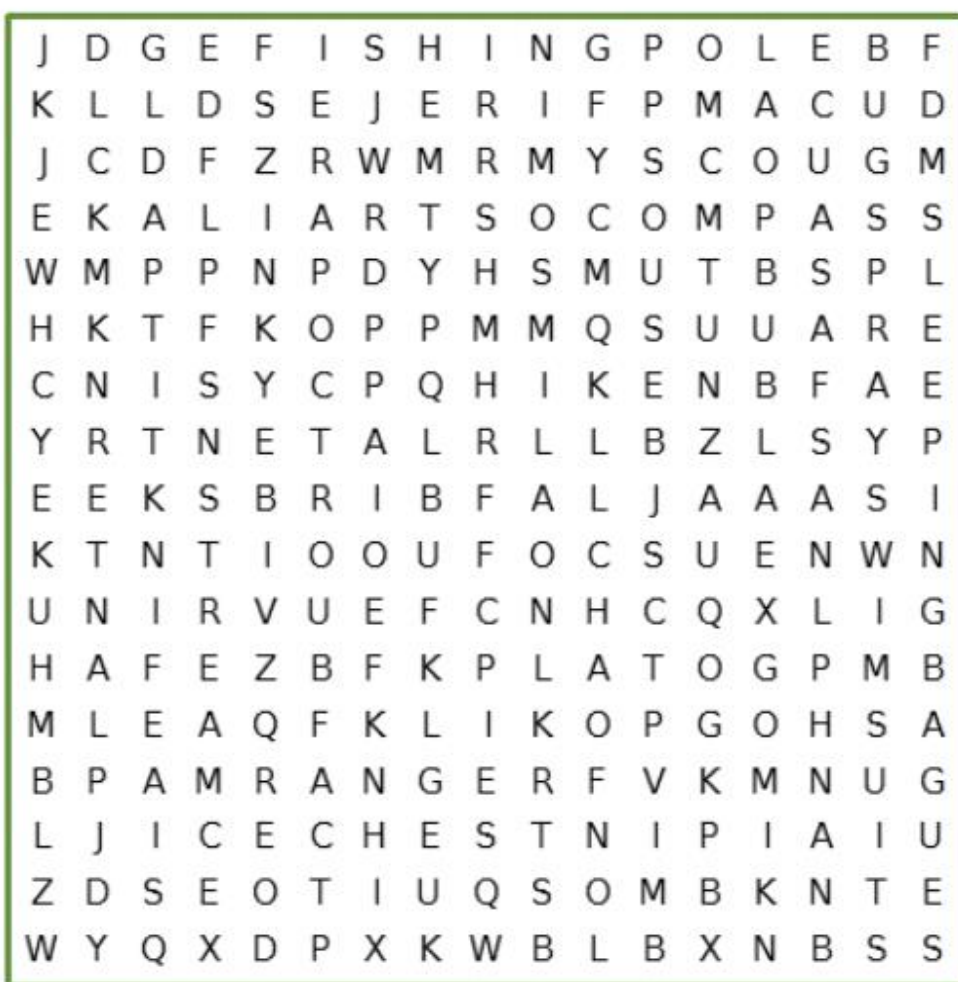 J D G E F I S H I N G P O L E B F
K L L D S E J E R I F P M A C U D
J C D F Z R W M R M Y S C O U G M
E K A L I A R T S O C O M P A S S
W M P P N P D Y H S M U T B S P L
H K T F K O P P M M Q S U U A R E
C N I S Y C P Q H I K E N B F A E
Y R T N E T A L R L L B Z L S Y P
E E K S B R I B F A L J A A A S I
K T N T I O O U F O C S U E N W N
U N I R V U E F C N H C Q X L I G
H A F E Z B F K P L A T O G P M B
M L E A Q F K L I K O P G O H S A
B P A M R A N G E R F V K M N U G
L J I C E C H E S T N I P I A I U
Z D S E O T I U Q S O M B K N T E
W Y Q X D P X K W B L B X N B S S